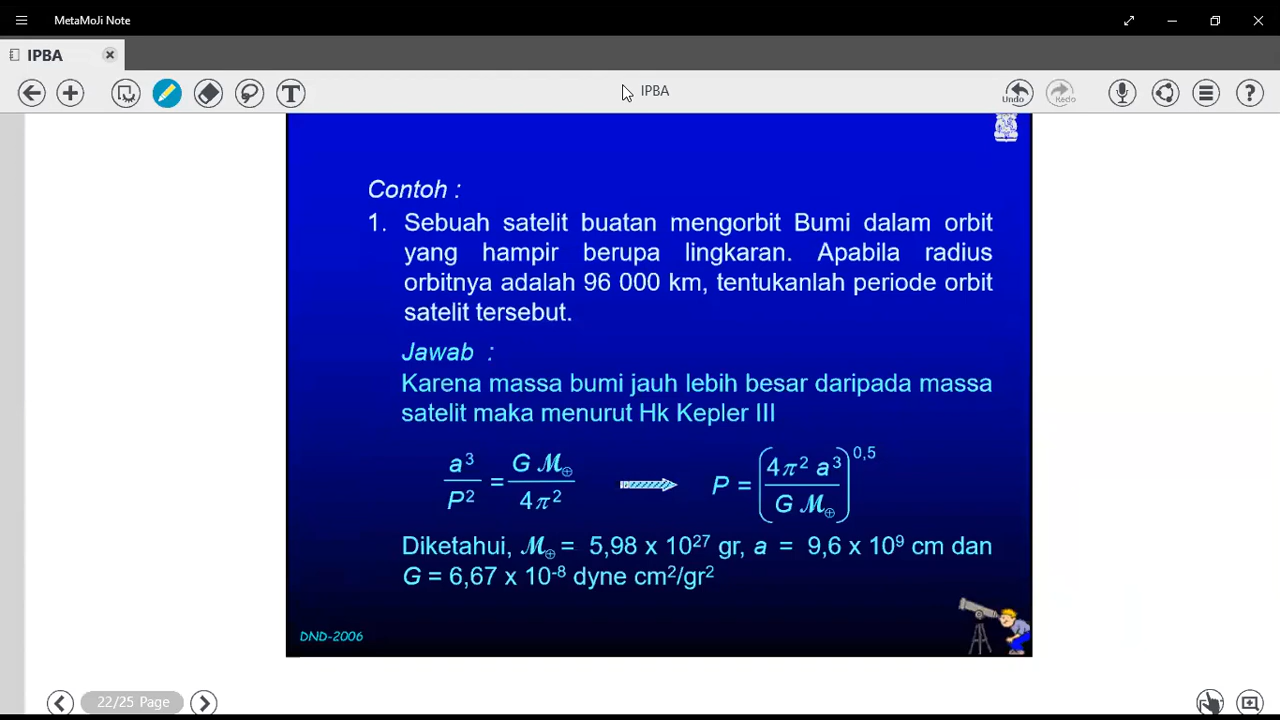 MetaMoJi Note
IPBA
IPBA
Undo
Redo
Contoh :
1. Sebuah satelit buatan mengorbit Bumi dalam orbit
yang hampir berupa lingkaran. Apabila radius
orbitnya adalah 96 000 km, tentukanlah periode orbit
satelit tersebut.
Jawab :
Karena massa bumi jauh lebih besar daripada massa
satelit maka menurut Hk Kepler III
a³/P² = G M⊕/4π² P = (4π² a³/G M⊕)^0,5
Diketahui, M⊕ = 5,98 x 10²⁷ gr, a = 9,6 x 10⁹ cm dan
G = 6,67 x 10⁻⁸ dyne cm²/gr²
DND-2006
22/25 Page